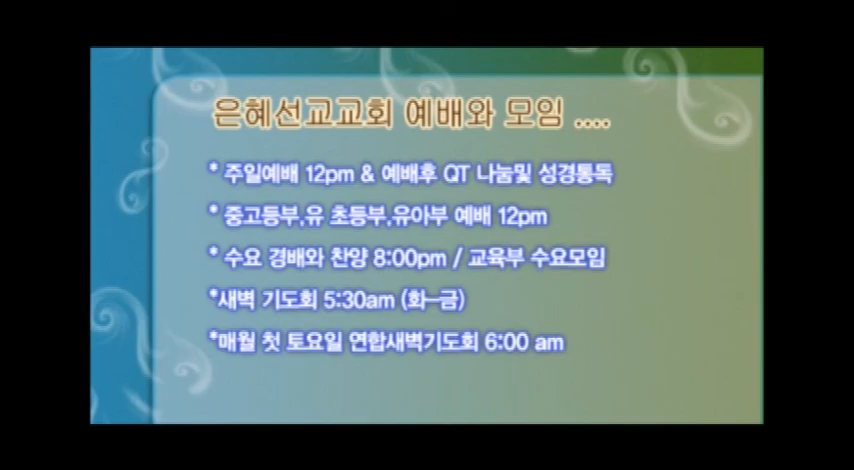 은혜선교교회 예배와 모임 ....
* 주일예배 12pm & 예배후 QT 나눔및 성경통독
* 중고등부,유 초등부,유아부 예배 12pm
* 수요 경배와 찬양 8:00pm / 교육부 수요모임
*새벽 기도회 5:30am (화-금)
*매월 첫 토요일 연합새벽기도회 6:00 am